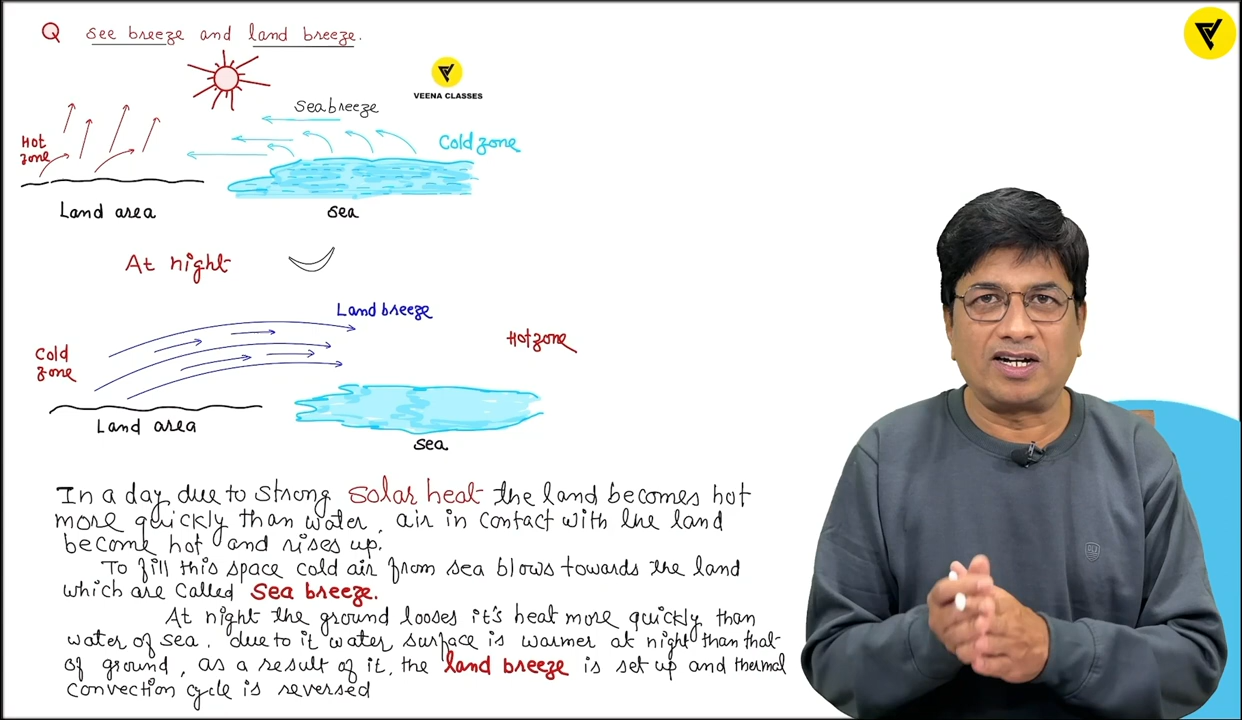 Q see breeze and land breeze.
VEENA CLASSES
Sea breeze
Hot
zone
Cold zone
Land area
sea
At night
Land breeze
Cold
zone
Hot zone
Land area
sea
In a day due to strong solar heat the land becomes hot
more quickly than water, air in contact with the land
become hot and rises up.
To fill this space cold air from sea blows towards the land
which are called Sea breeze.
At night the ground looses it's heat more quickly than
water of sea. due to it water surface is warmer at night than that
of ground, as a result of it, the land breeze is set up and thermal
convection cycle is reversed